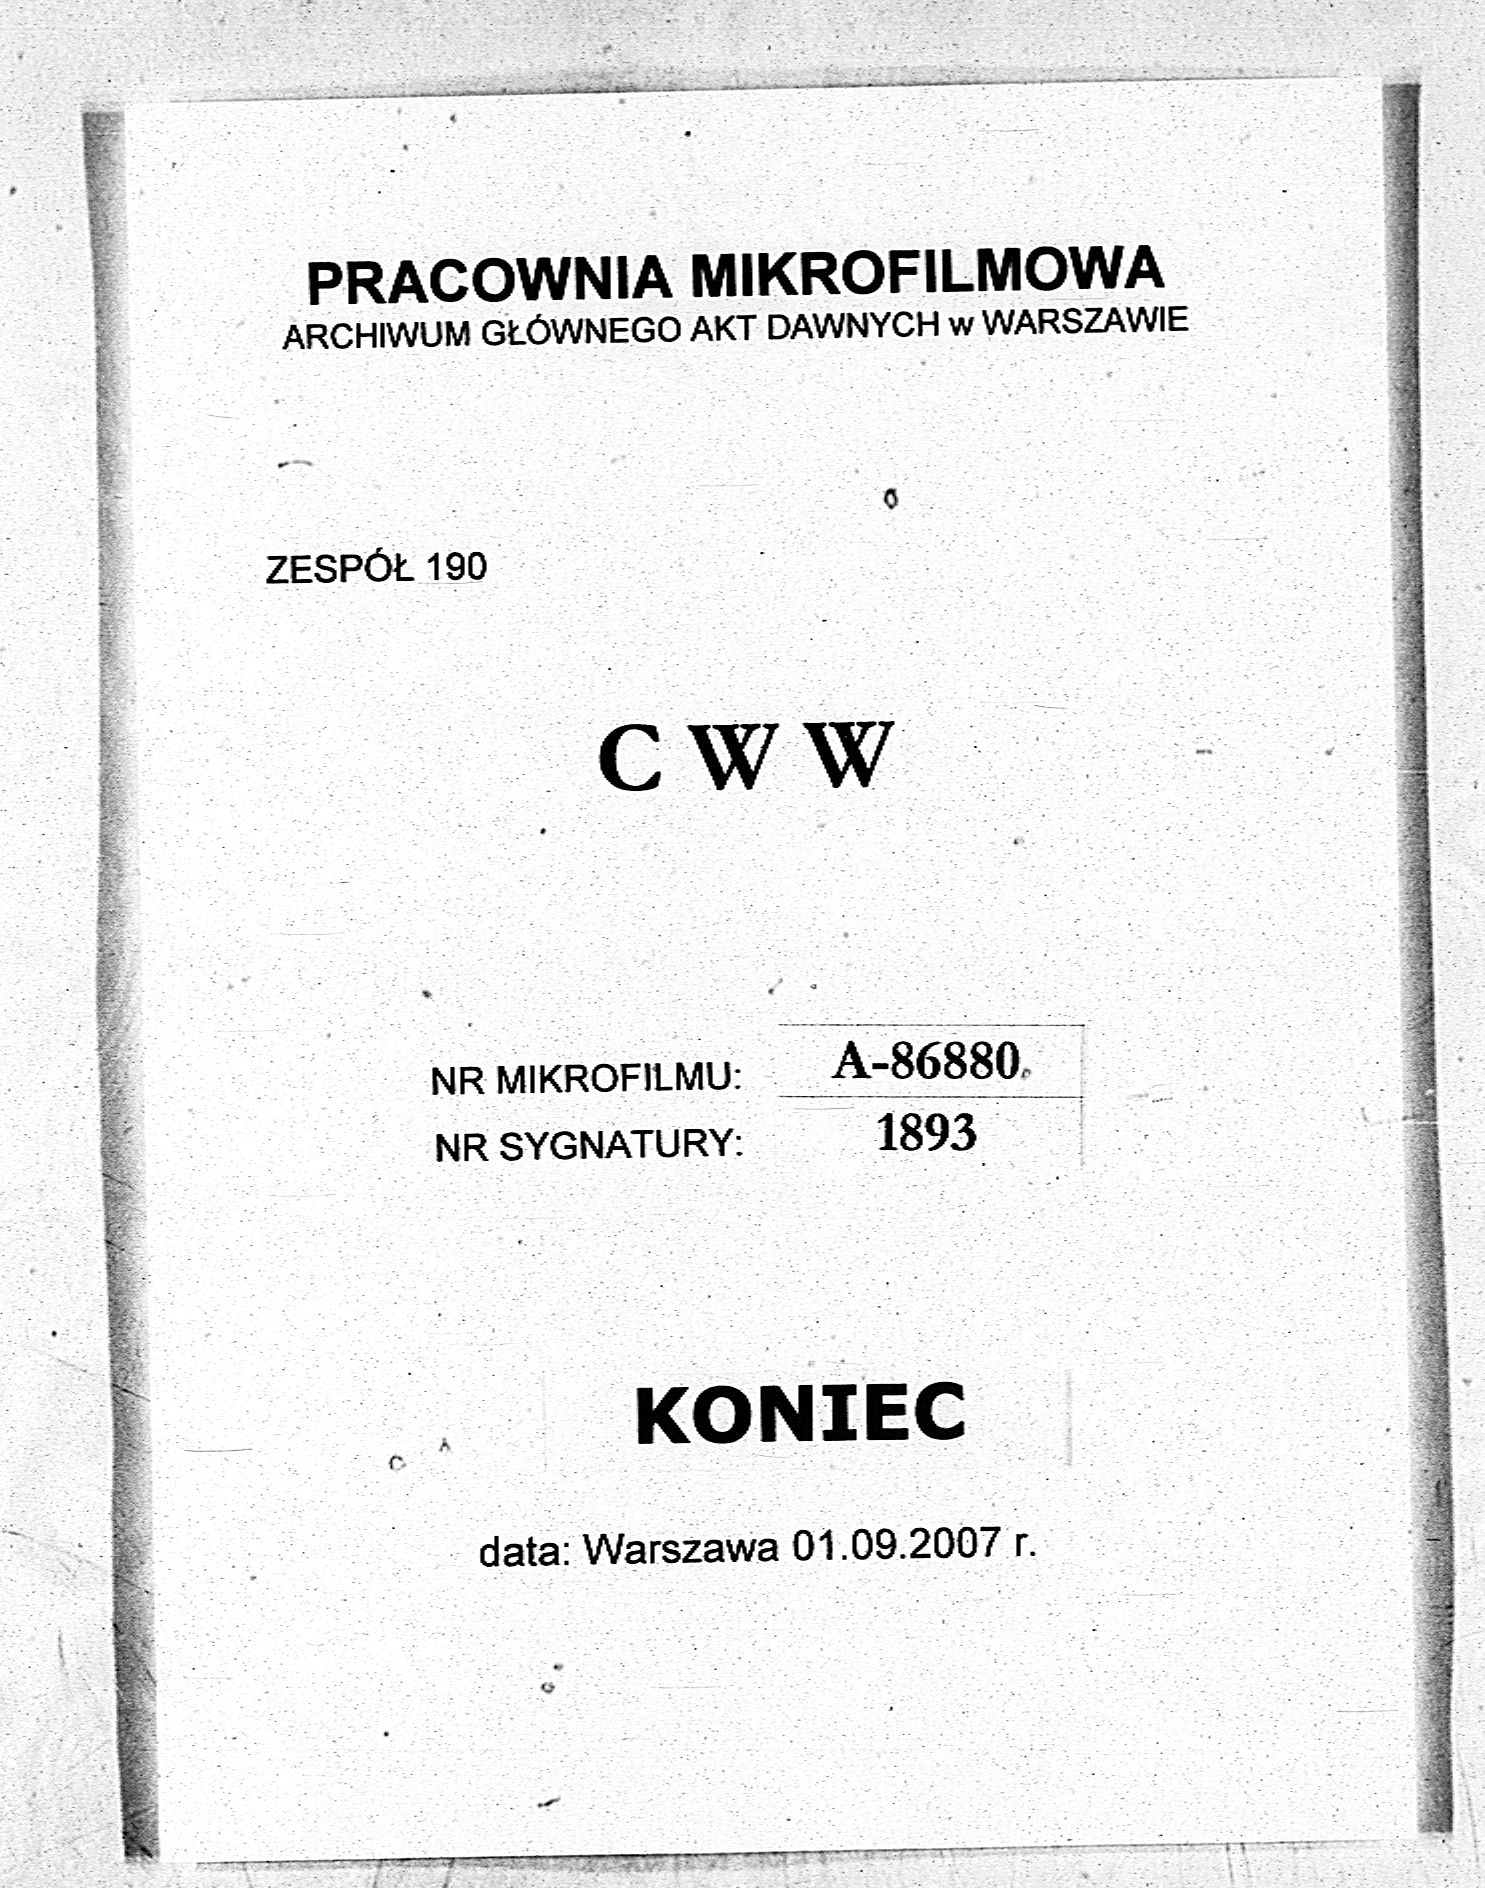 PRACOWNIA MIKROFILMOWA
ARCHIWUM GŁÓWNEGO AKT DAWNYCH w WARSZAWIE
ZESPÓŁ 190
C W W
NR MIKROFILMU: A-86880
NR SYGNATURY: 1893
KONIEC
data: Warszawa 01.09.2007 r.